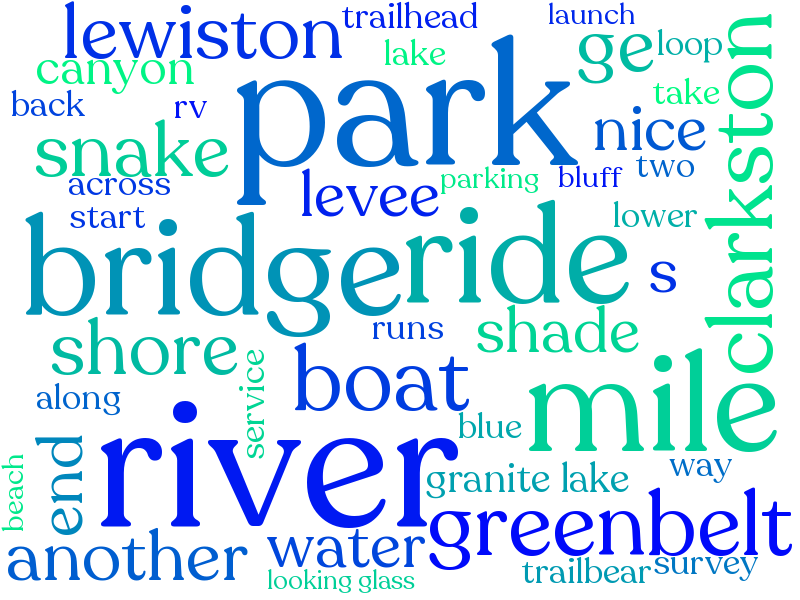 lewiston
trailhead
launch
canyon
lake
ge
loop
clarkston
back
rv
park
take
snake
nice
across
levee
parking
bluff
two
start
lower
bridge
ride
s
shore
runs
shade
service
boat
mile
along
blue
beach
end
river
granite lake
way
another
water
greenbelt
looking glass
trailbear
survey